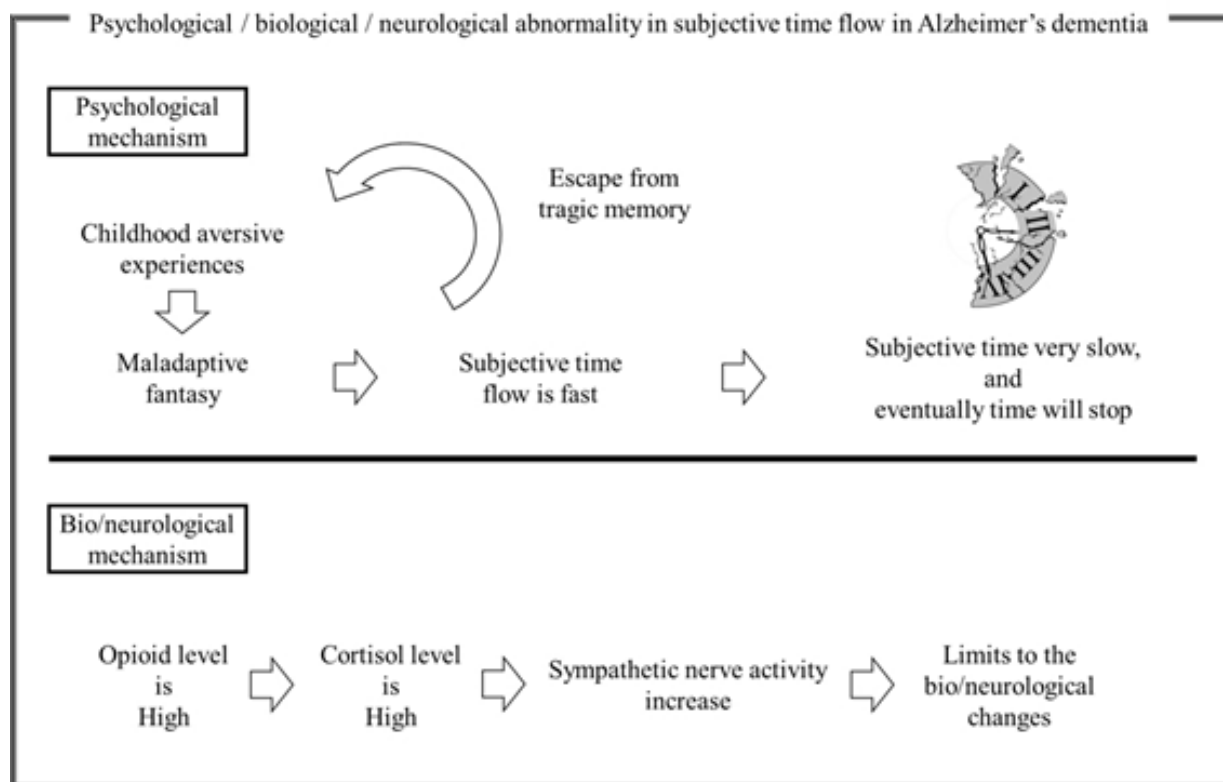 Psychological / biological / neurological abnormality in subjective time flow in Alzheimer's dementia
Psychological
mechanism
Escape from
tragic memory
Childhood aversive
experiences
Maladaptive
fantasy
Subjective time
flow is fast
Subjective time very slow,
and
eventually time will stop
I
II
III
IV
Bio/neurological
mechanism
Opioid level
is
High
Cortisol level
is
High
Sympathetic nerve activity
increase
Limits to the
bio/neurological
changes